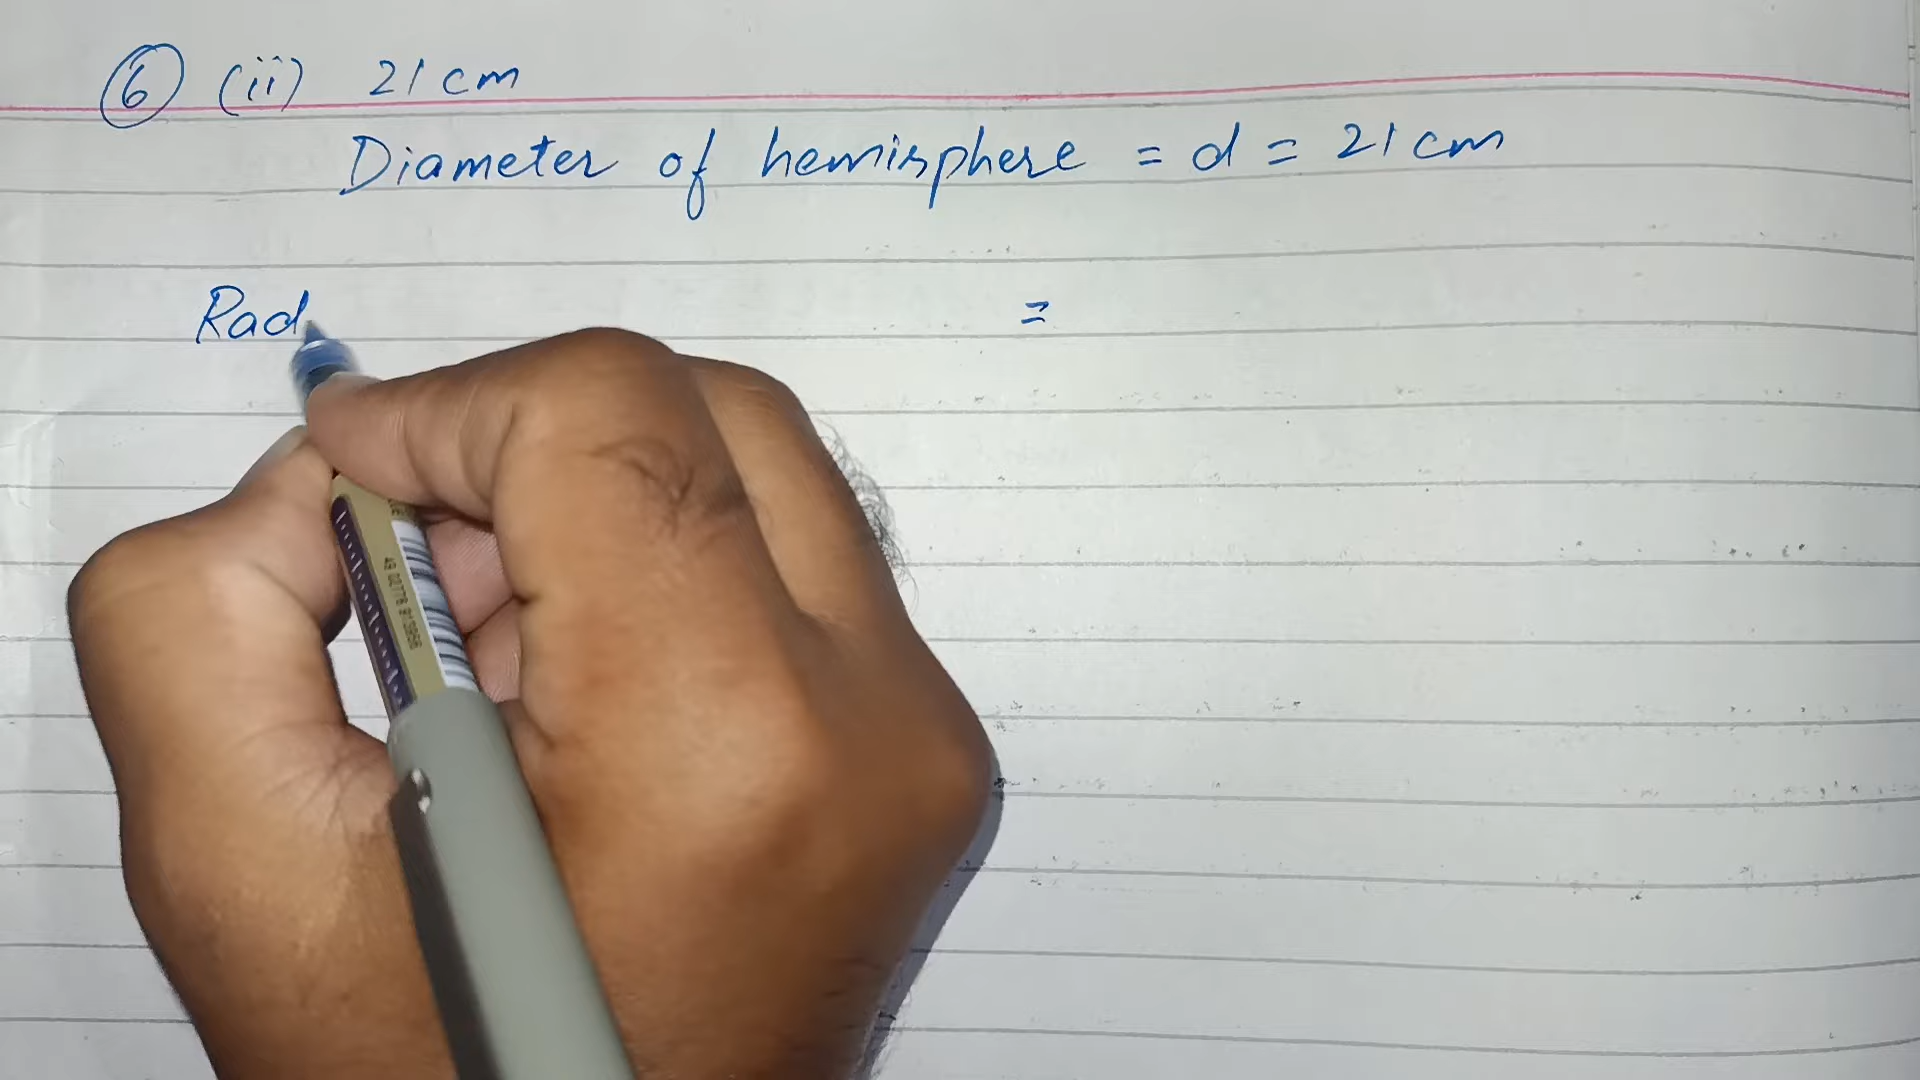 6 (ii) 21 cm
Diameter of hemisphere = d = 21 cm
Rad =